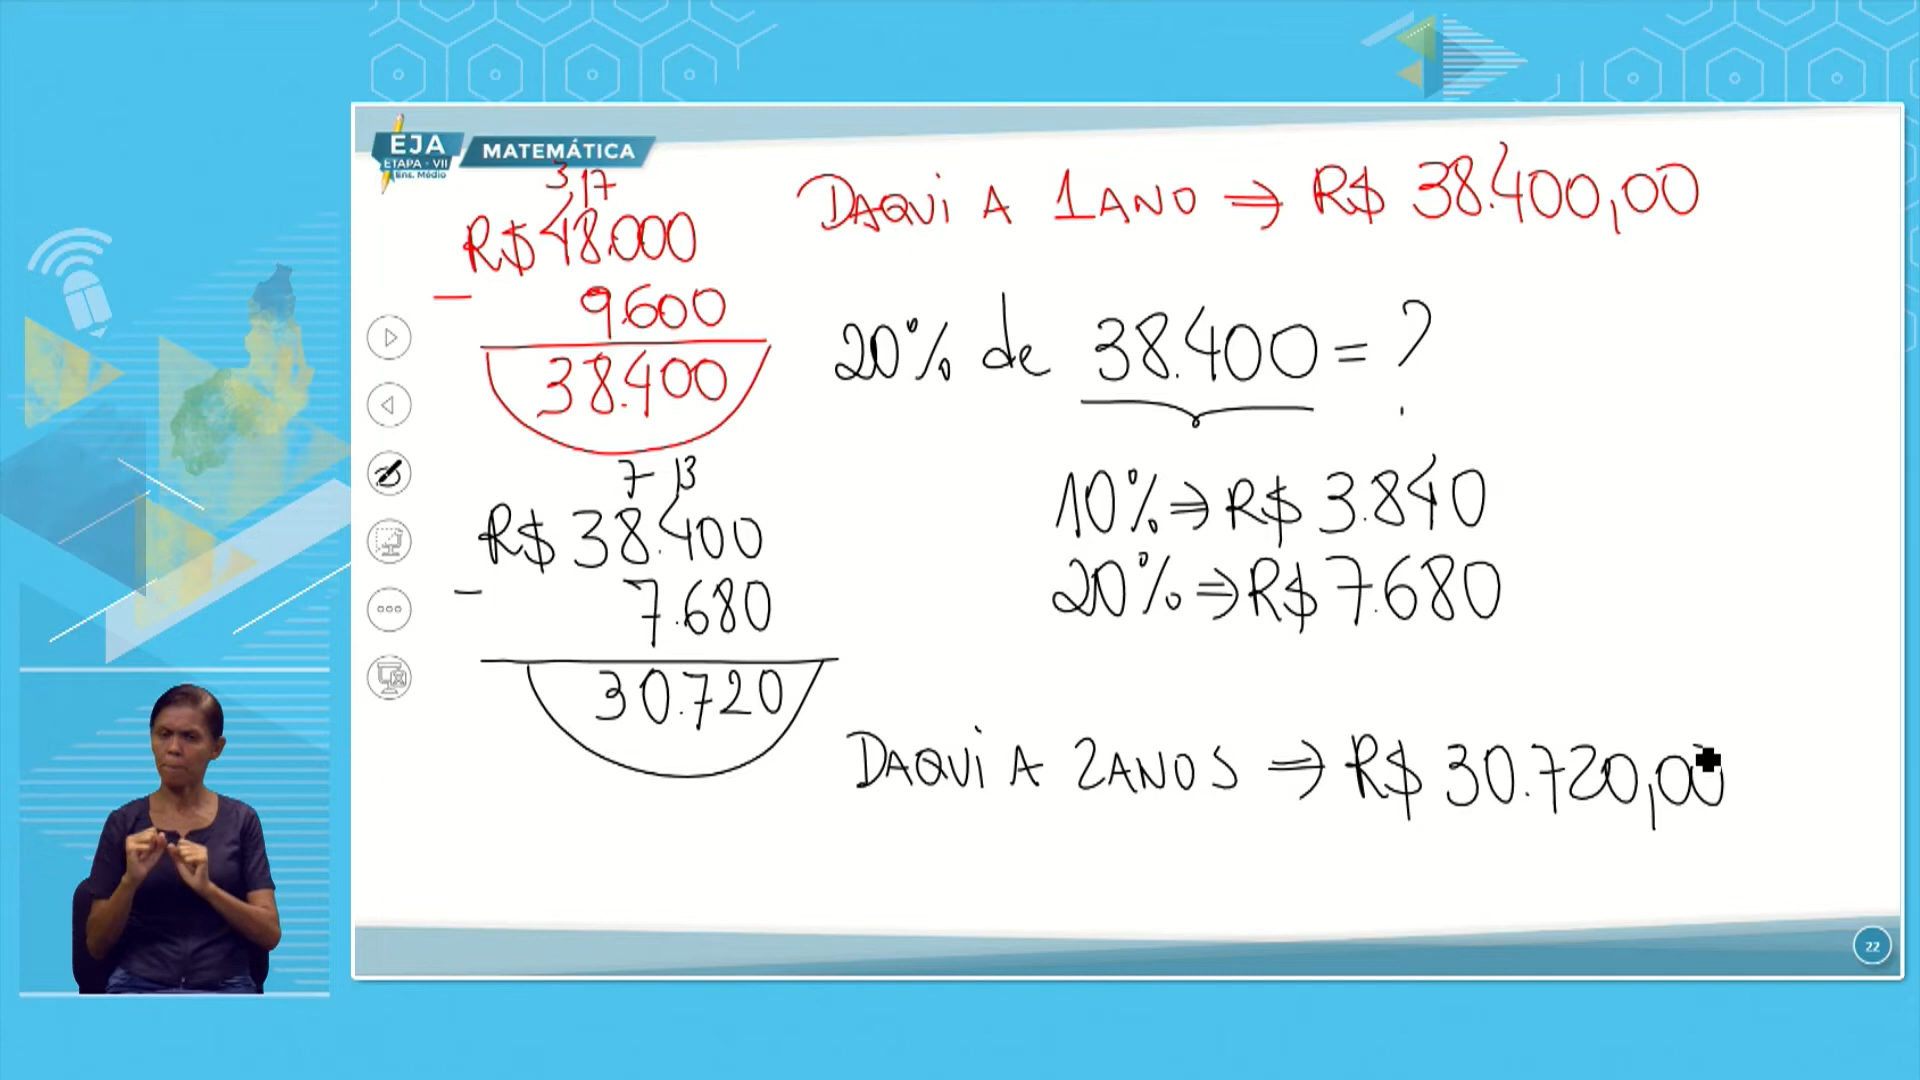 EJA
ETAPA - VII
Ens. Médio
MATEMÁTICA
3 17
R$ 48.000
- 9.600
38.400
DAQUI A 1 ANO ⇒ R$ 38.400,00
20% de 38.400 = ?
10% ⇒ R$ 3.840
20% ⇒ R$ 7.680
7 13
R$ 38.400
- 7.680
30.720
DAQUI A 2 ANOS ⇒ R$ 30.720,00
22